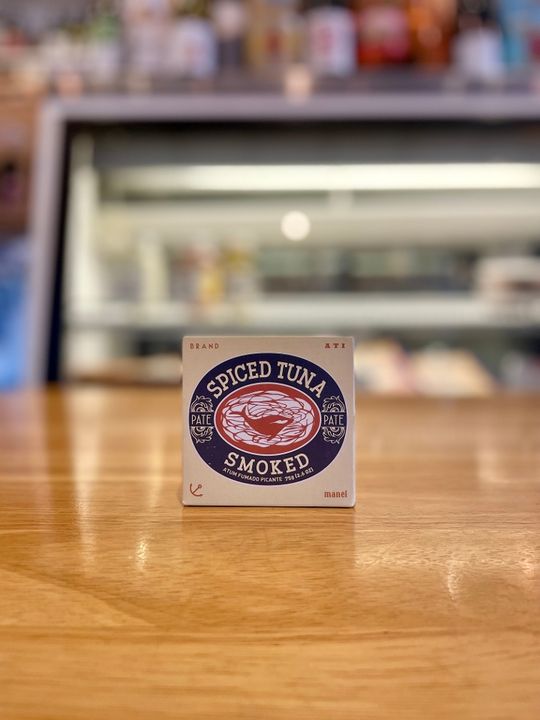 BRAND
ATI
SPICED TUNA
PATE
PATE
SMOKED
ATUM FUMADO PICANTE 75g (2.6 OZ)
manel